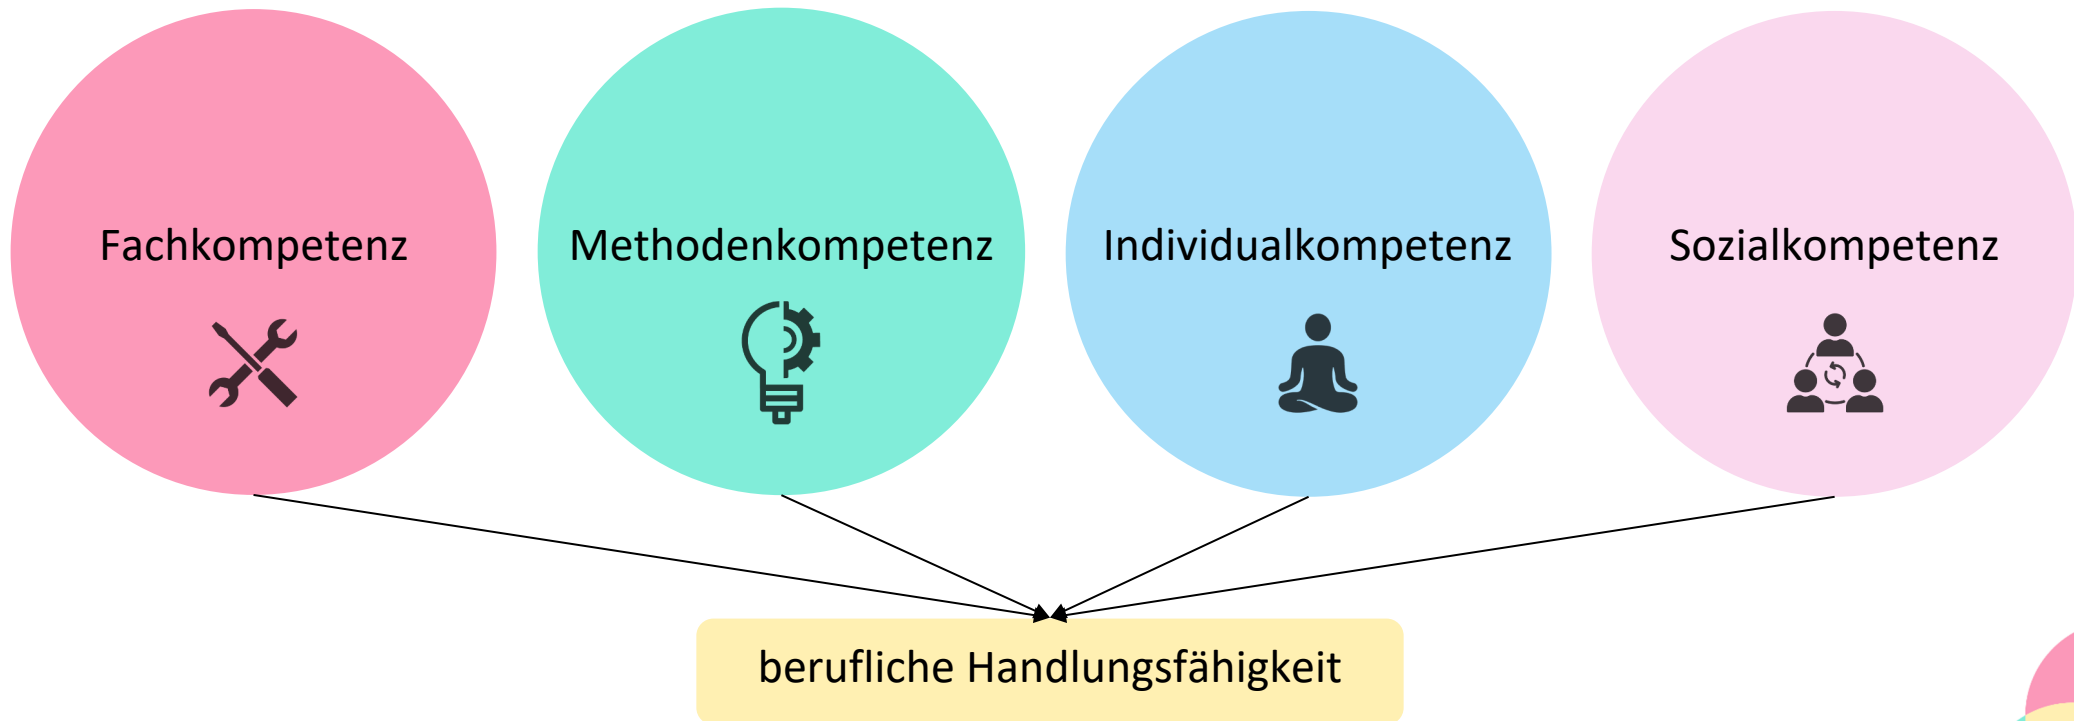 Fachkompetenz
Methodenkompetenz
Individualkompetenz
Sozialkompetenz
berufliche Handlungsfähigkeit